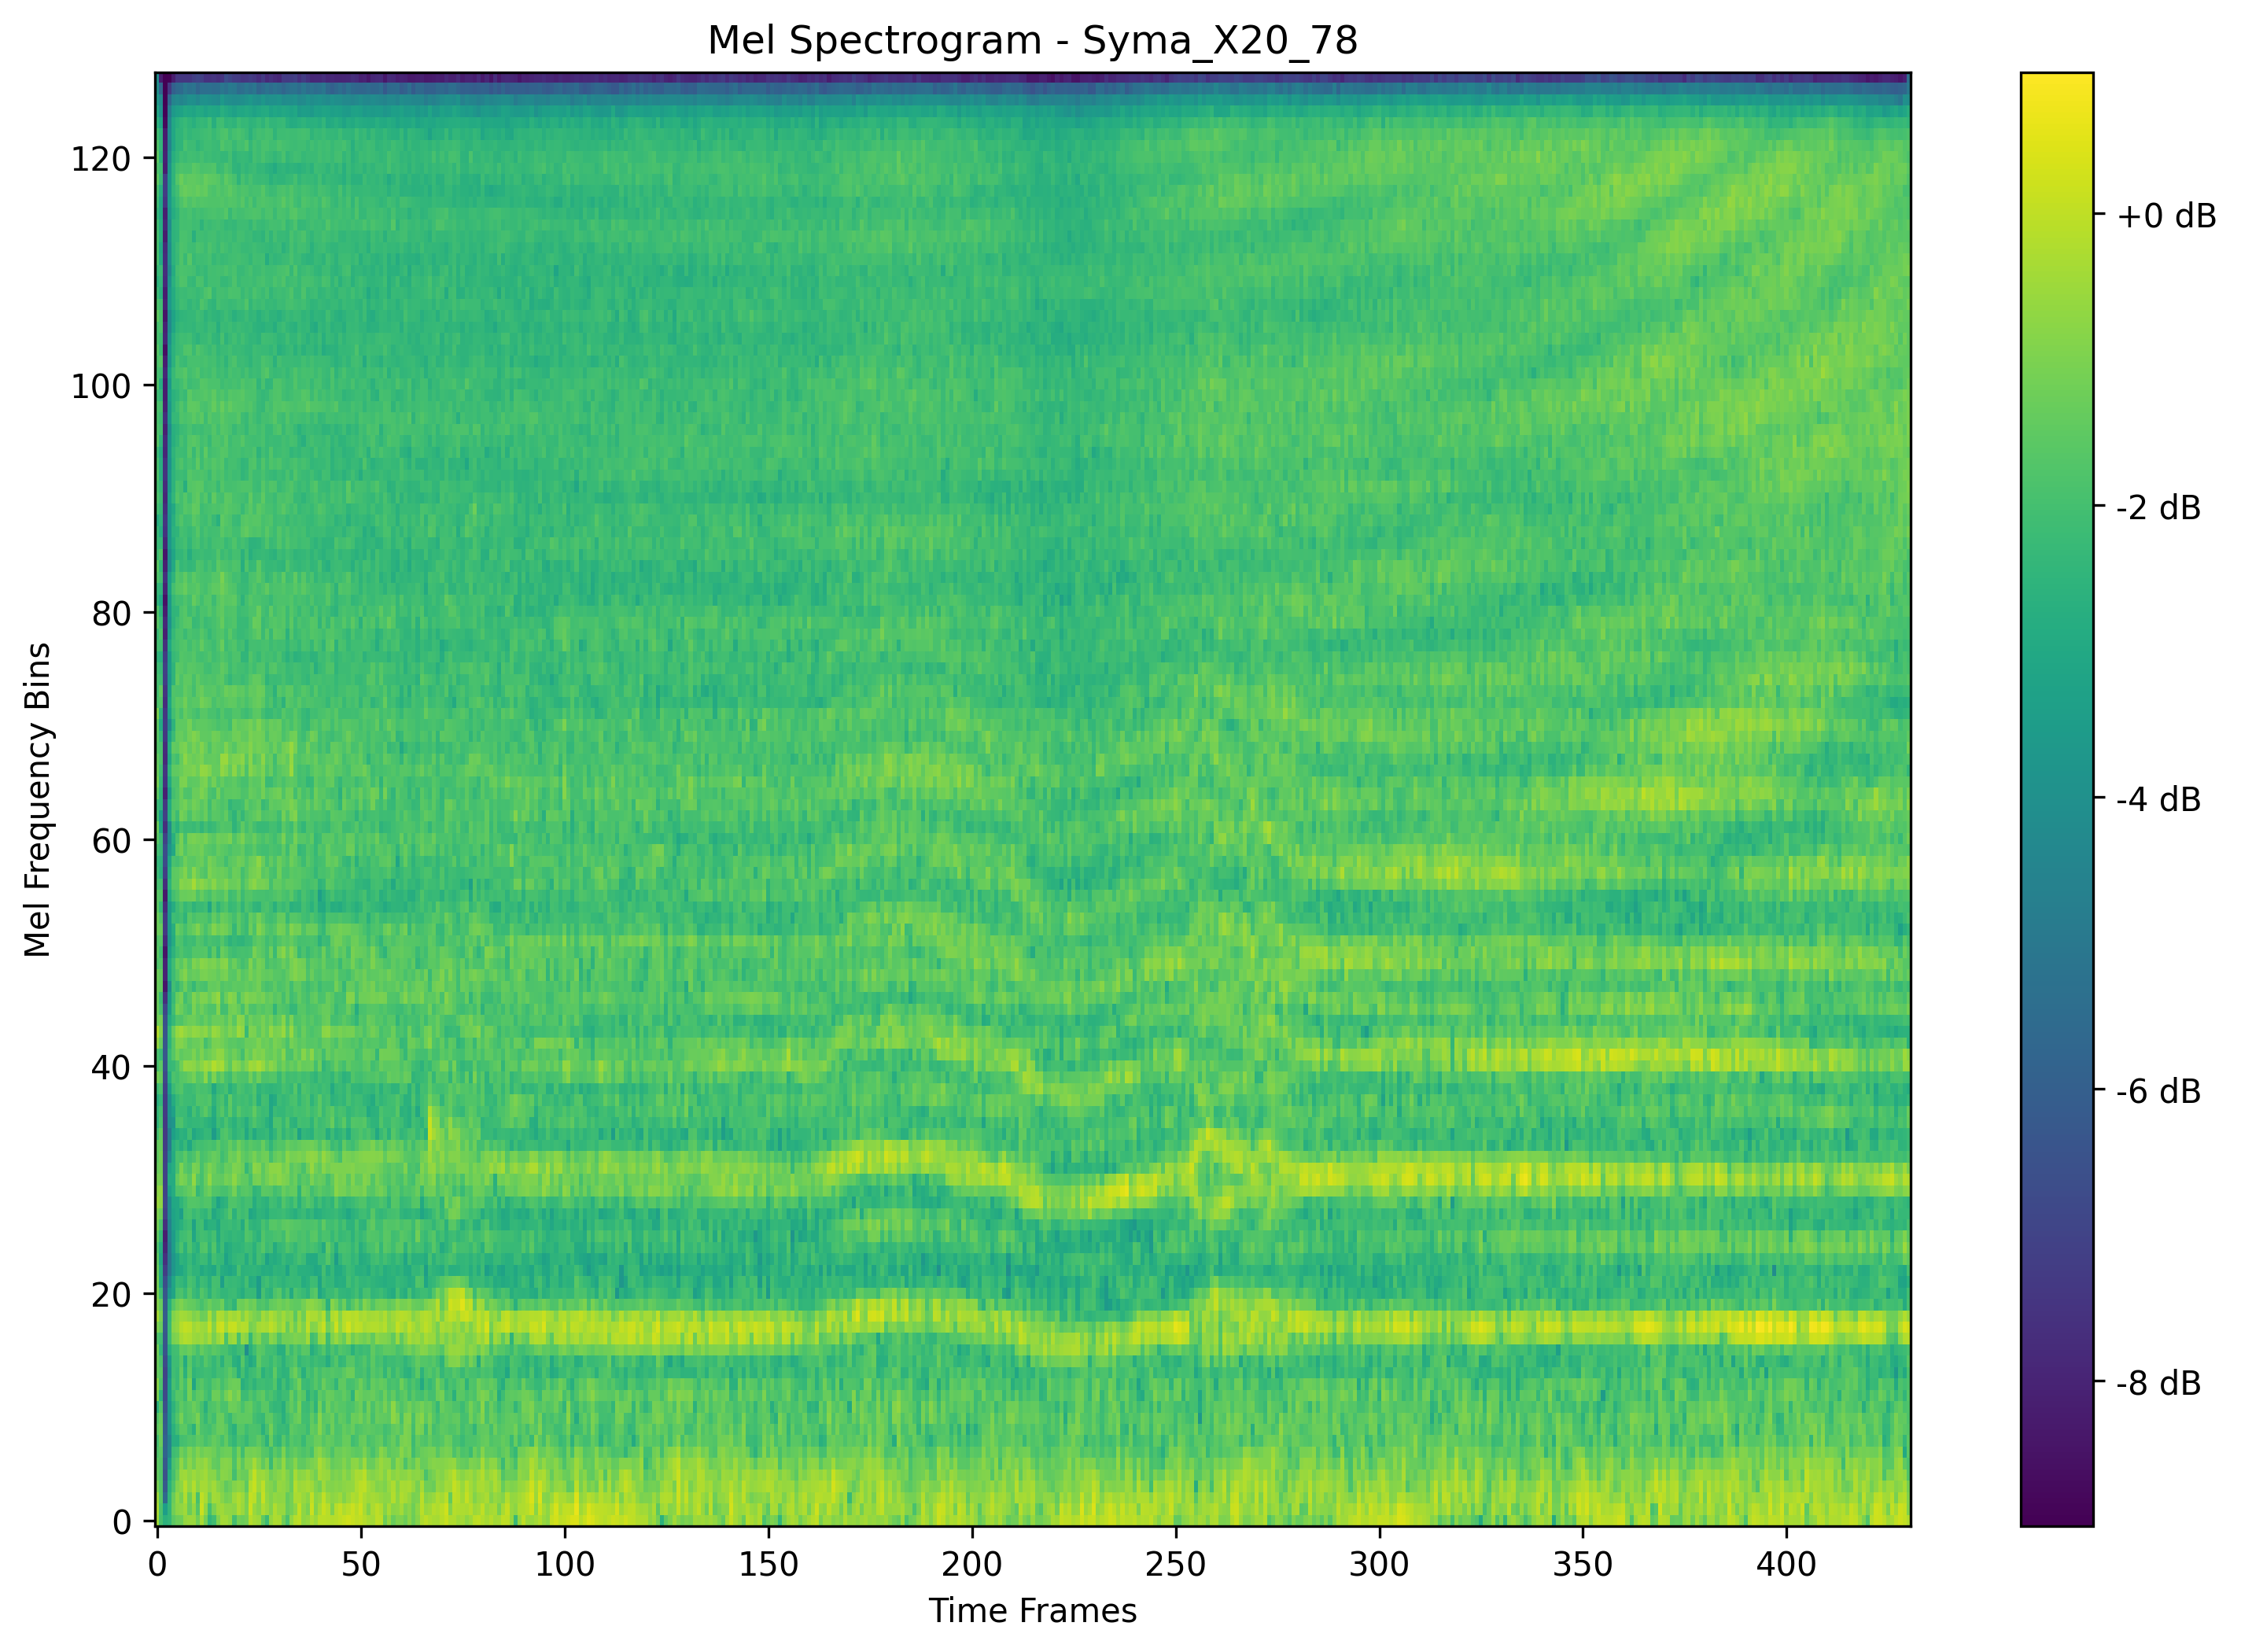 Mel Spectrogram - Syma_X20_78
Mel Frequency Bins
120
100
80
60
40
20
0
0 50 100 150 200 250 300 350 400
Time Frames
+0 dB
-2 dB
-4 dB
-6 dB
-8 dB